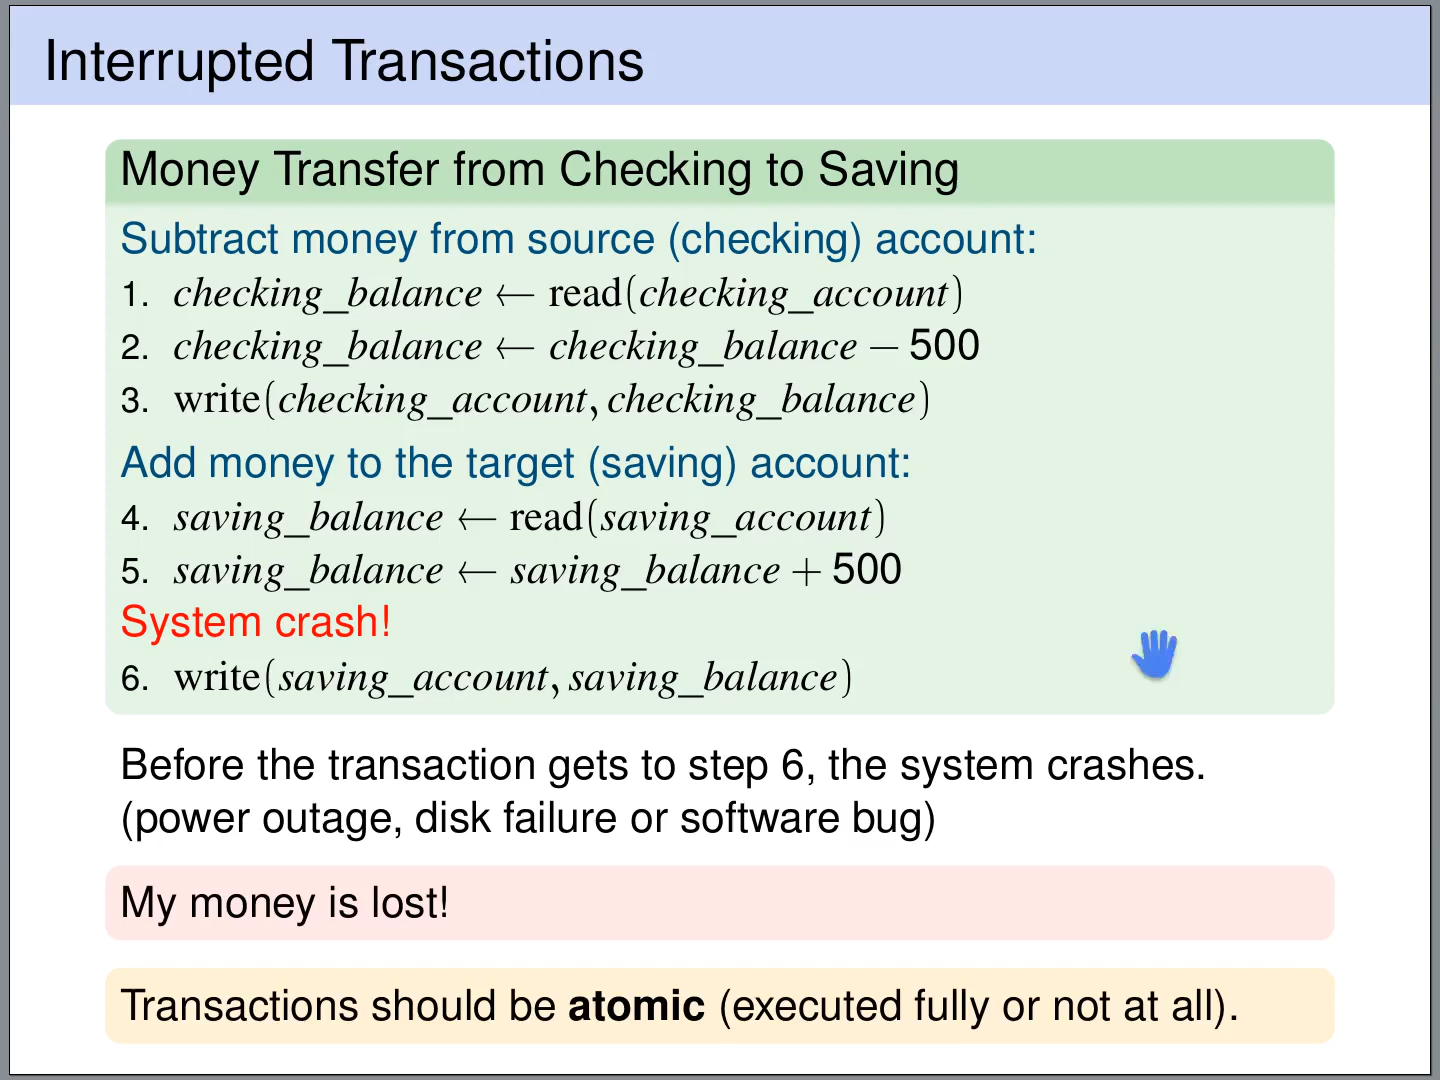 Interrupted Transactions
Money Transfer from Checking to Saving
Subtract money from source (checking) account:
1. checking_balance ← read(checking_account)
2. checking_balance ← checking_balance − 500
3. write(checking_account, checking_balance)
Add money to the target (saving) account:
4. saving_balance ← read(saving_account)
5. saving_balance ← saving_balance + 500
System crash!
6. write(saving_account, saving_balance)
Before the transaction gets to step 6, the system crashes.
(power outage, disk failure or software bug)
My money is lost!
Transactions should be atomic (executed fully or not at all).